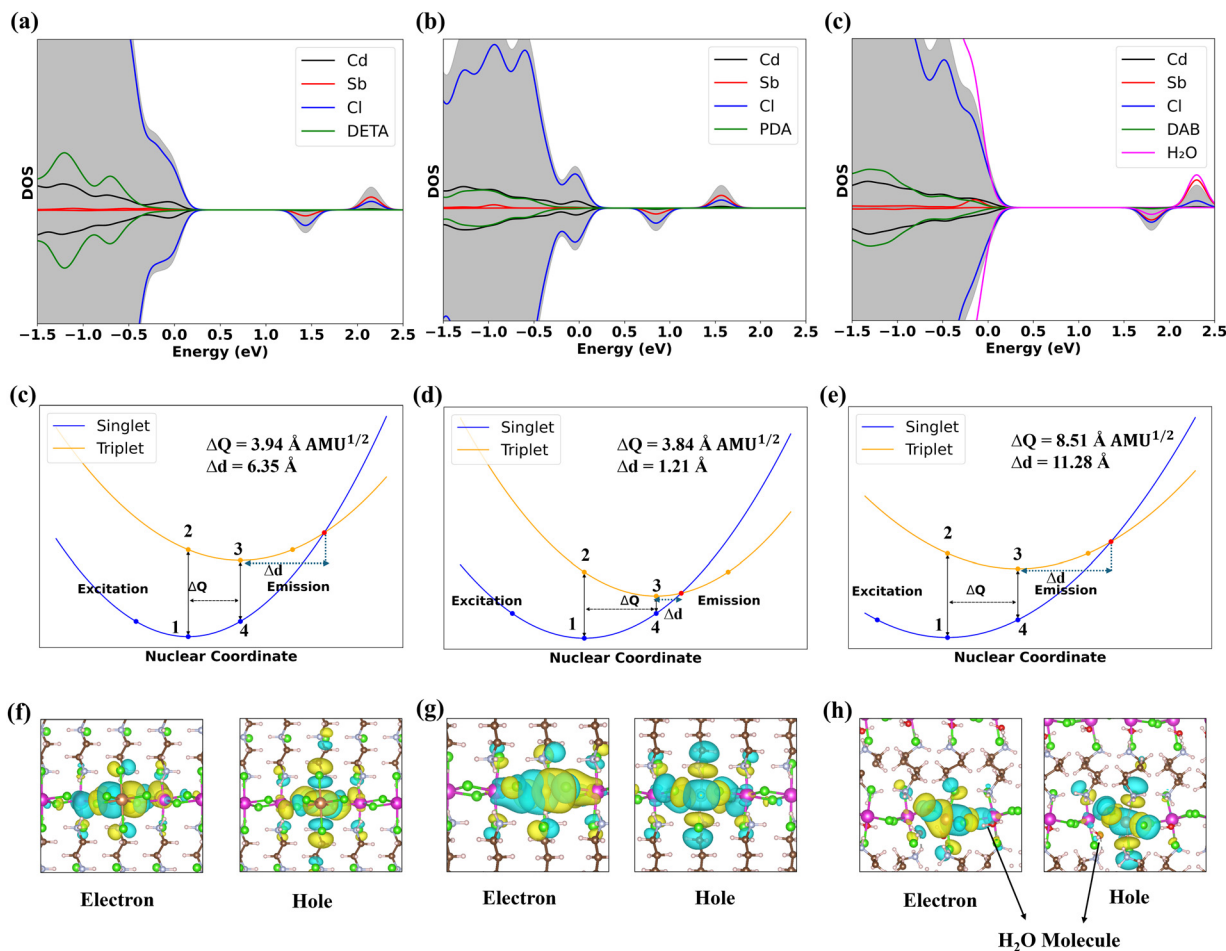 (a)
DOS
Cd
Sb
Cl
DETA
−1.5 −1.0 −0.5 0.0 0.5 1.0 1.5 2.0 2.5
Energy (eV)
(b)
DOS
Cd
Sb
Cl
PDA
−1.5 −1.0 −0.5 0.0 0.5 1.0 1.5 2.0 2.5
Energy (eV)
(c)
DOS
Cd
Sb
Cl
DAB
H₂O
−1.5 −1.0 −0.5 0.0 0.5 1.0 1.5 2.0 2.5
Energy (eV)
(c)
Singlet
Triplet
ΔQ = 3.94 Å AMU^1/2
Δd = 6.35 Å
2
3
Δd
Excitation
ΔQ
Emission
1
4
Nuclear Coordinate
(d)
Singlet
Triplet
ΔQ = 3.84 Å AMU^1/2
Δd = 1.21 Å
2
3
Excitation
ΔQ
Emission
Δd
1
4
Nuclear Coordinate
(e)
Singlet
Triplet
ΔQ = 8.51 Å AMU^1/2
Δd = 11.28 Å
2
3
Δd
Excitation
ΔQ
Emission
1
4
Nuclear Coordinate
(f)
Electron
Hole
(g)
Electron
Hole
(h)
Electron
Hole
H₂O Molecule